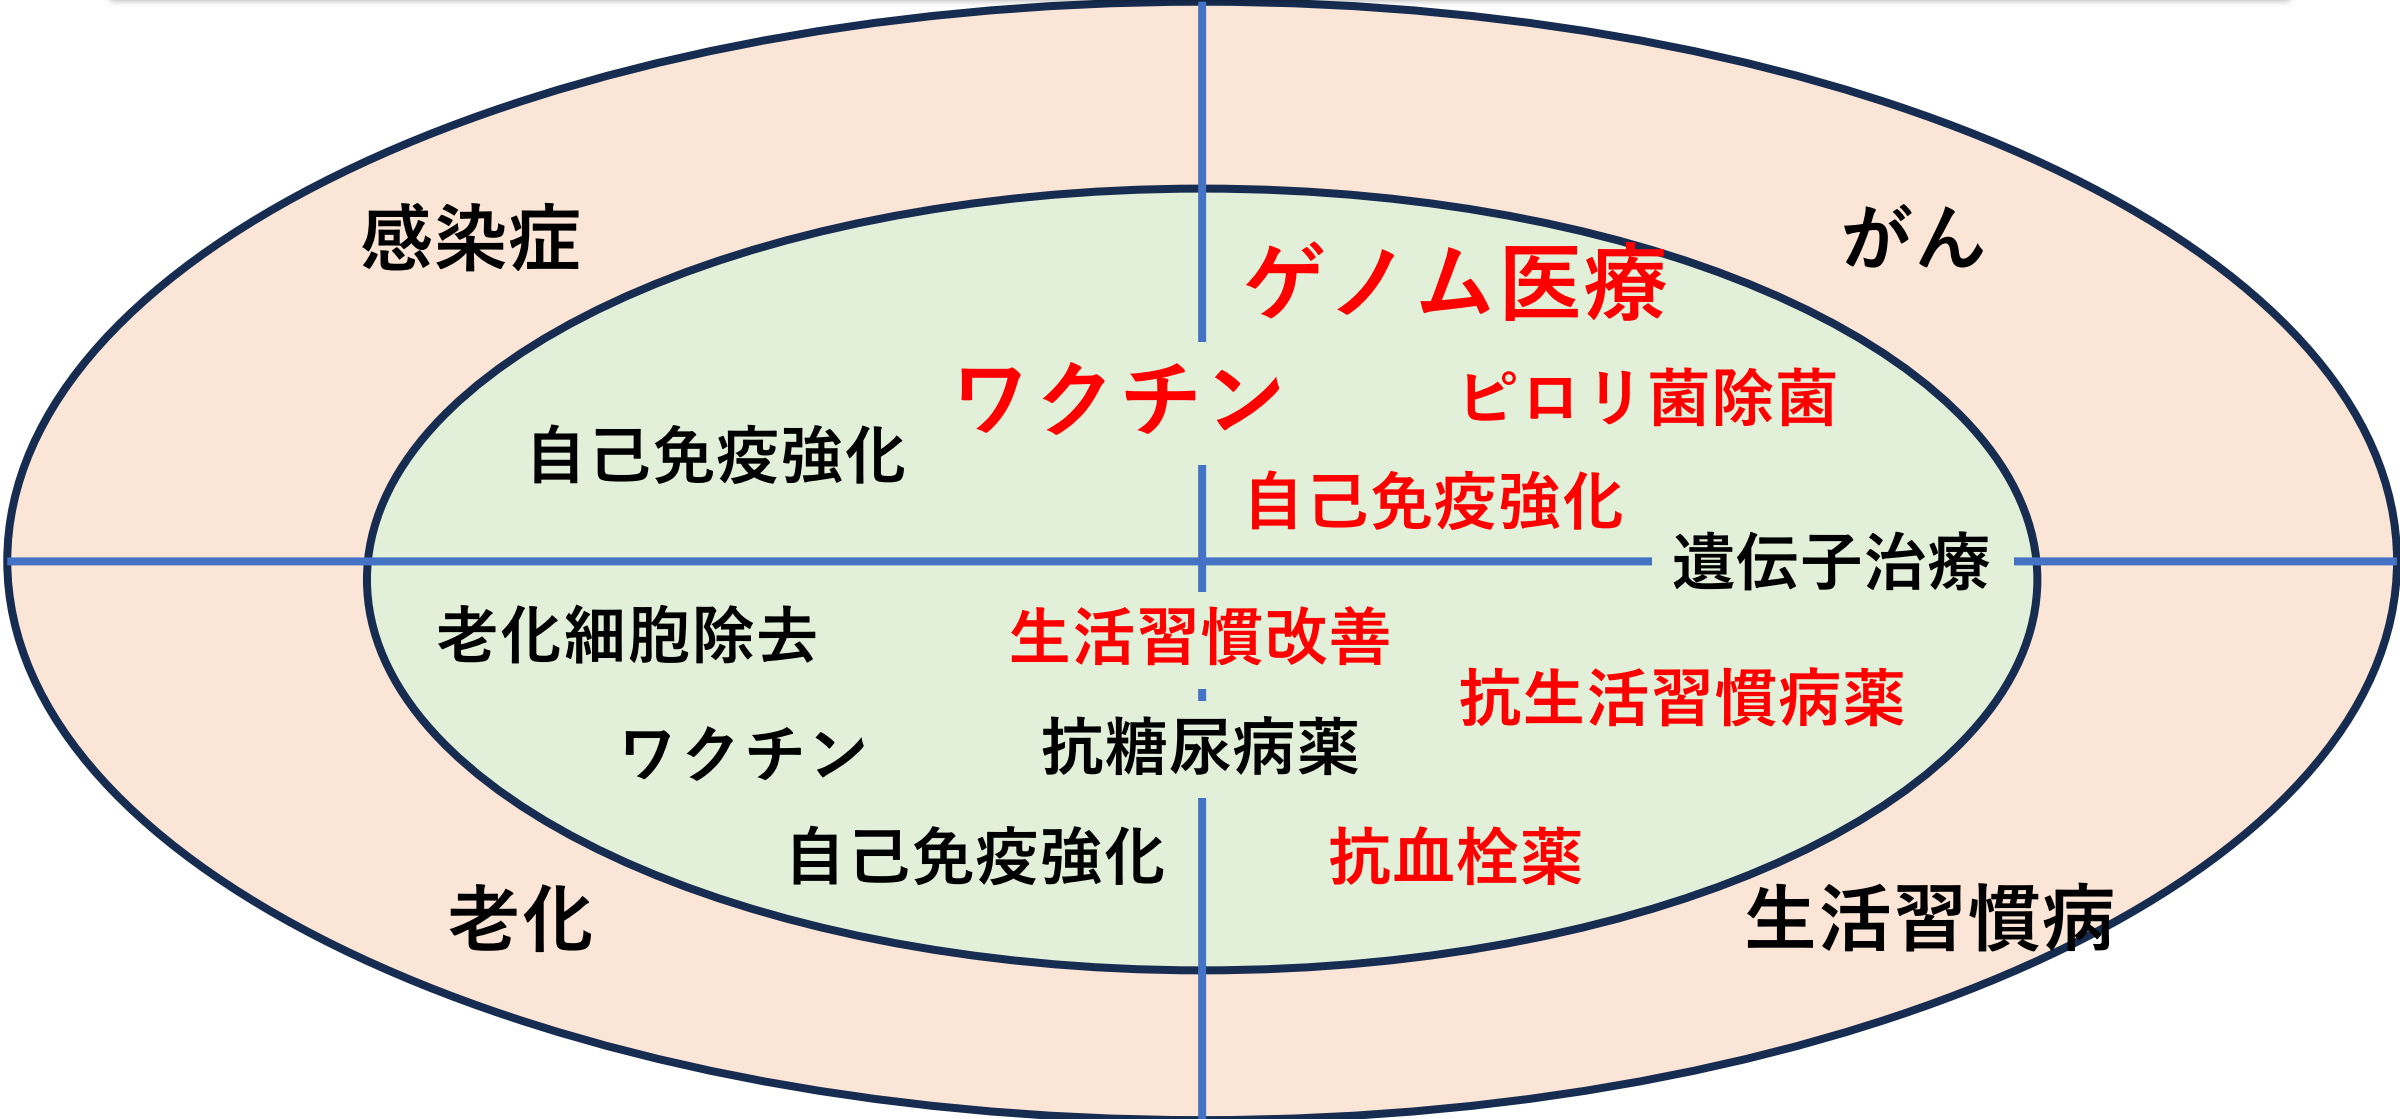 感染症
がん
ゲノム医療
ワクチン
ピロリ菌除菌
自己免疫強化
自己免疫強化
遺伝子治療
老化細胞除去
生活習慣改善
抗生活習慣病薬
ワクチン
抗糖尿病薬
自己免疫強化
抗血栓薬
老化
生活習慣病